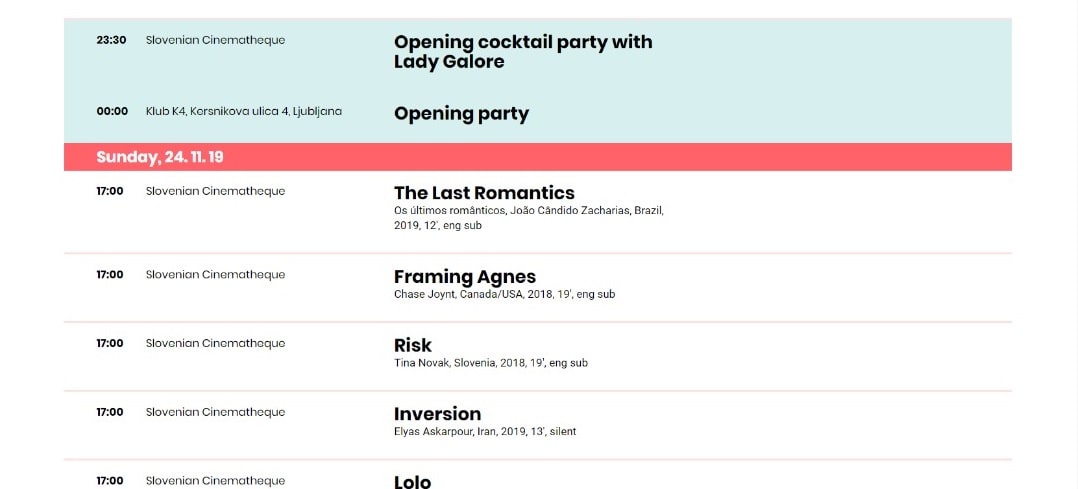 23:30 Slovenian Cinematheque Opening cocktail party with
Lady Galore
00:00 Klub K4, Kersnikova ulica 4, Ljubljana Opening party
Sunday, 24. 11. 19
17:00 Slovenian Cinematheque The Last Romantics
Os últimos românticos, João Cândido Zacharias, Brazil,
2019, 12', eng sub
17:00 Slovenian Cinematheque Framing Agnes
Chase Joynt, Canada/USA, 2018, 19', eng sub
17:00 Slovenian Cinematheque Risk
Tina Novak, Slovenia, 2018, 19', eng sub
17:00 Slovenian Cinematheque Inversion
Elyas Askarpour, Iran, 2019, 13', silent
17:00 Slovenian Cinematheque Lolo